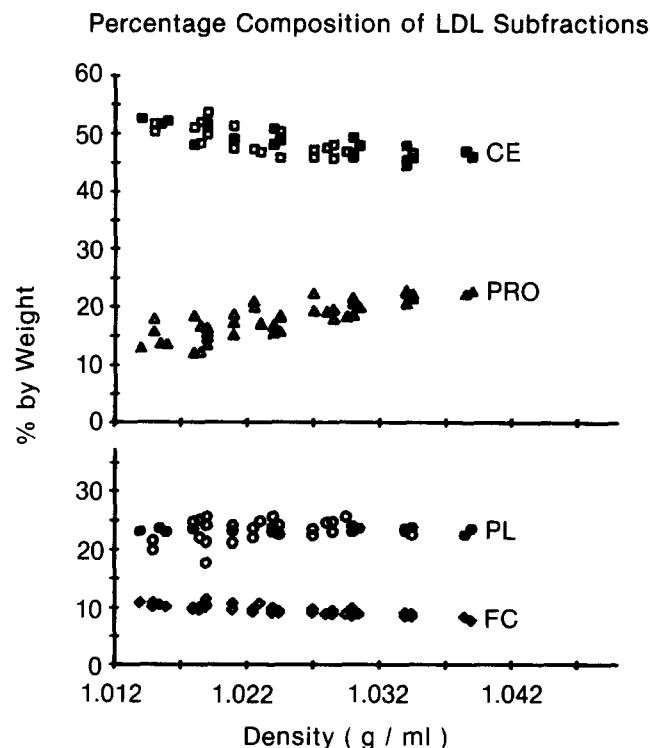 Percentage Composition of LDL Subfractions
60
50
CE
40
30
20
PRO
10
0
% by Weight
30
20
PL
10
FC
0
1.012 1.022 1.032 1.042
Density ( g / ml )